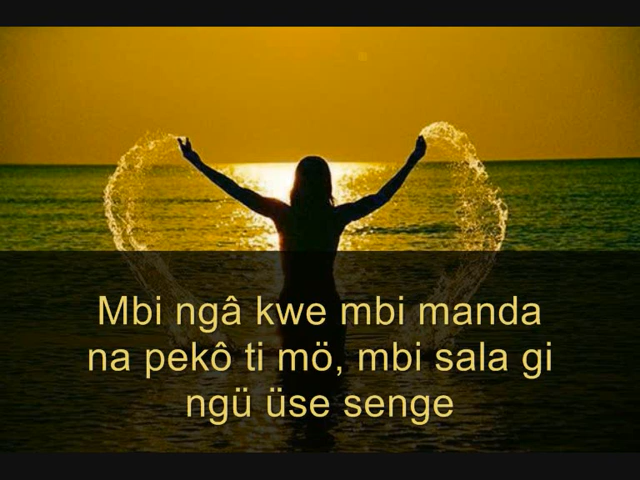 Mbi ngâ kwe mbi manda
na pekô ti mö, mbi sala gi
ngü üse senge